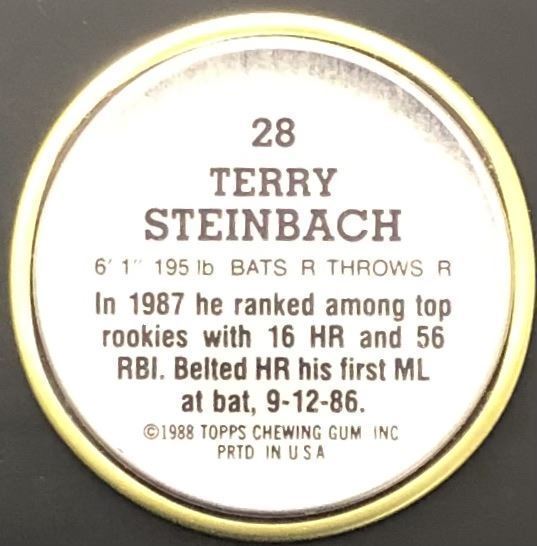 28
TERRY
STEINBACH
6' 1" 195 lb BATS R THROWS R
In 1987 he ranked among top
rookies with 16 HR and 56
RBI. Belted HR his first ML
at bat, 9-12-86.
©1988 TOPPS CHEWING GUM INC
PRTD IN U S A